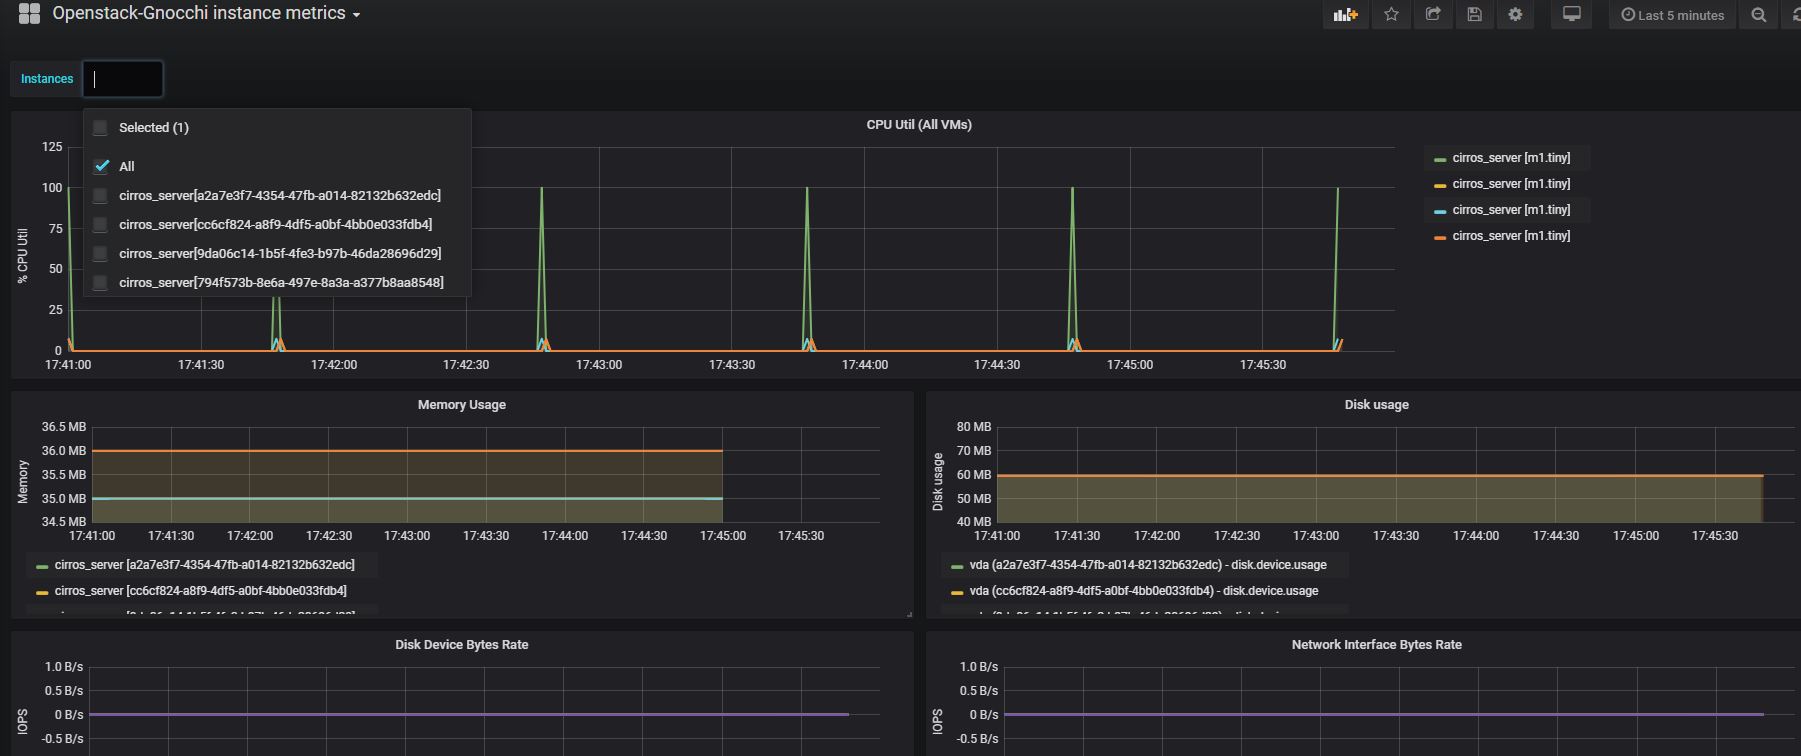 Openstack-Gnocchi instance metrics
Last 5 minutes
Instances
Selected (1)
All
cirros_server[a2a7e3f7-4354-47fb-a014-82132b632edc]
cirros_server[cc6cf824-a8f9-4df5-a0bf-4bb0e033fdb4]
cirros_server[9da06c14-1b5f-4fe3-b97b-46da28696d29]
cirros_server[794f573b-8e6a-497e-8a3a-a377b8aa8548]
CPU Util (All VMs)
% CPU Util
125
100
75
50
25
0
17:41:00 17:41:30 17:42:00 17:42:30 17:43:00 17:43:30 17:44:00 17:44:30 17:45:00 17:45:30
cirros_server [m1.tiny]
cirros_server [m1.tiny]
cirros_server [m1.tiny]
cirros_server [m1.tiny]
Memory Usage
Memory
36.5 MB
36.0 MB
35.5 MB
35.0 MB
34.5 MB
17:41:00 17:41:30 17:42:00 17:42:30 17:43:00 17:43:30 17:44:00 17:44:30 17:45:00 17:45:30
cirros_server [a2a7e3f7-4354-47fb-a014-82132b632edc]
cirros_server [cc6cf824-a8f9-4df5-a0bf-4bb0e033fdb4]
Disk usage
Disk usage
80 MB
70 MB
60 MB
50 MB
40 MB
17:41:00 17:41:30 17:42:00 17:42:30 17:43:00 17:43:30 17:44:00 17:44:30 17:45:00 17:45:30
vda (a2a7e3f7-4354-47fb-a014-82132b632edc) - disk.device.usage
vda (cc6cf824-a8f9-4df5-a0bf-4bb0e033fdb4) - disk.device.usage
Disk Device Bytes Rate
IOPS
1.0 B/s
0.5 B/s
0 B/s
-0.5 B/s
Network Interface Bytes Rate
IOPS
1.0 B/s
0.5 B/s
0 B/s
-0.5 B/s